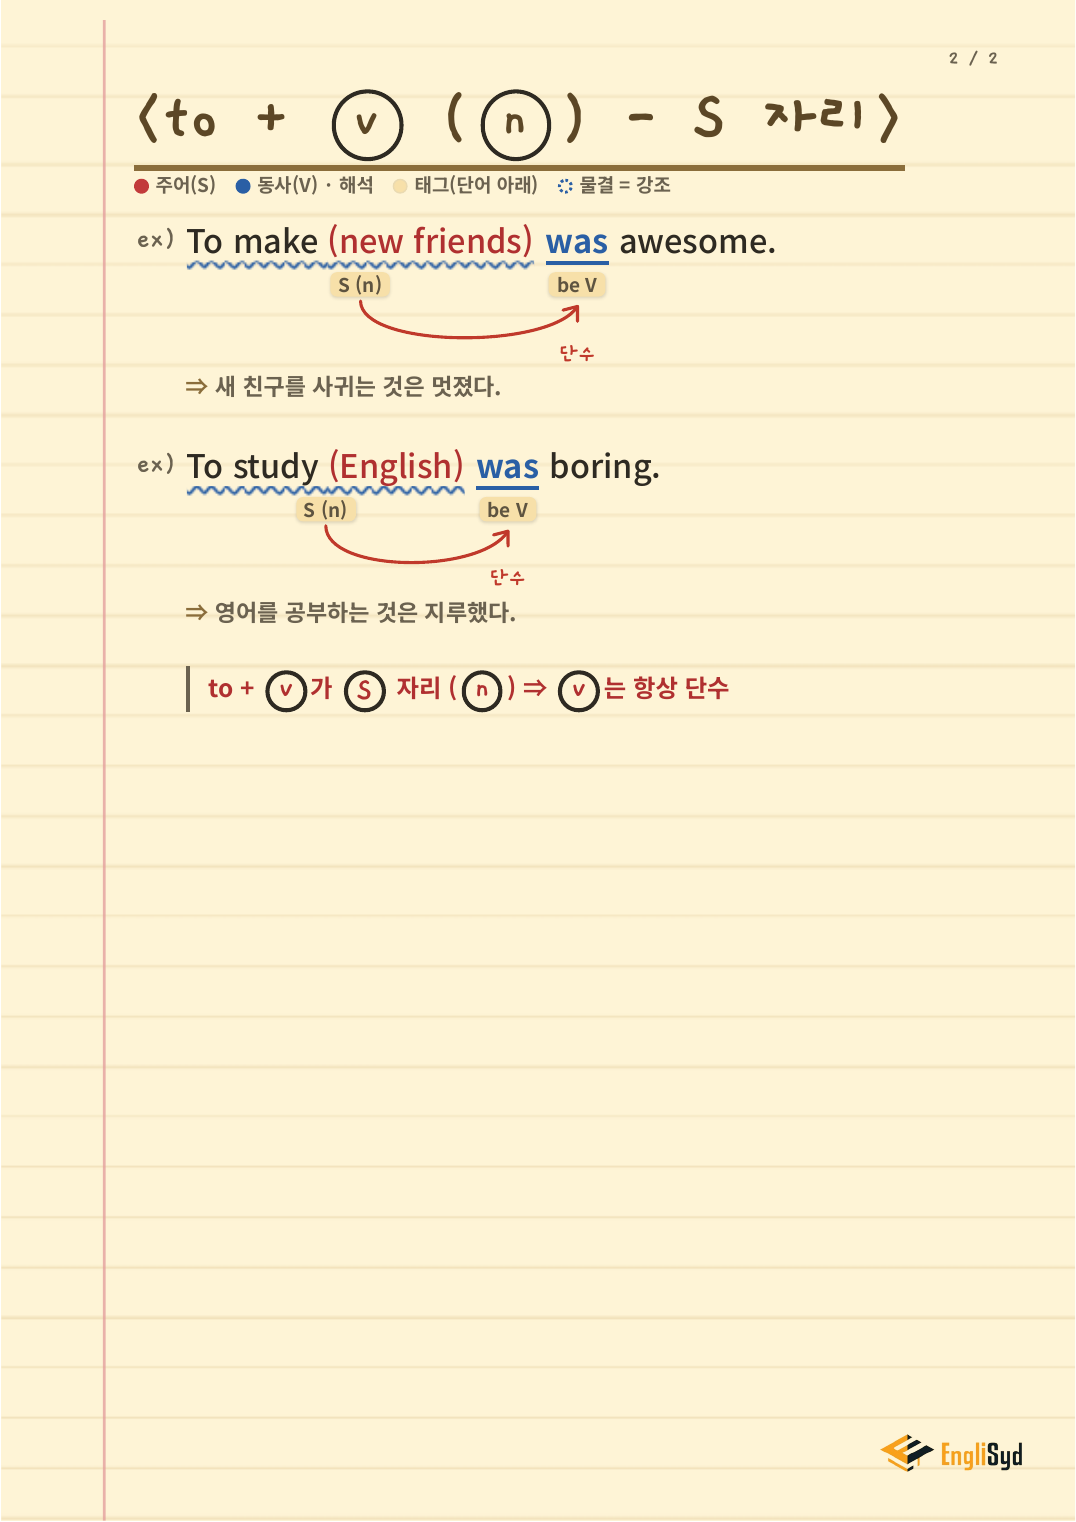 2 / 2
〈to + v (n) - S 자리〉
주어(S) 동사(V) · 해석 태그(단어 아래) 물결 = 강조
ex) To make (new friends) was awesome.
S (n) be V
단수
⇒ 새 친구를 사귀는 것은 멋졌다.
ex) To study (English) was boring.
S (n) be V
단수
⇒ 영어를 공부하는 것은 지루했다.
to + v가 S 자리 (n) ⇒ v는 항상 단수
EngliSyd